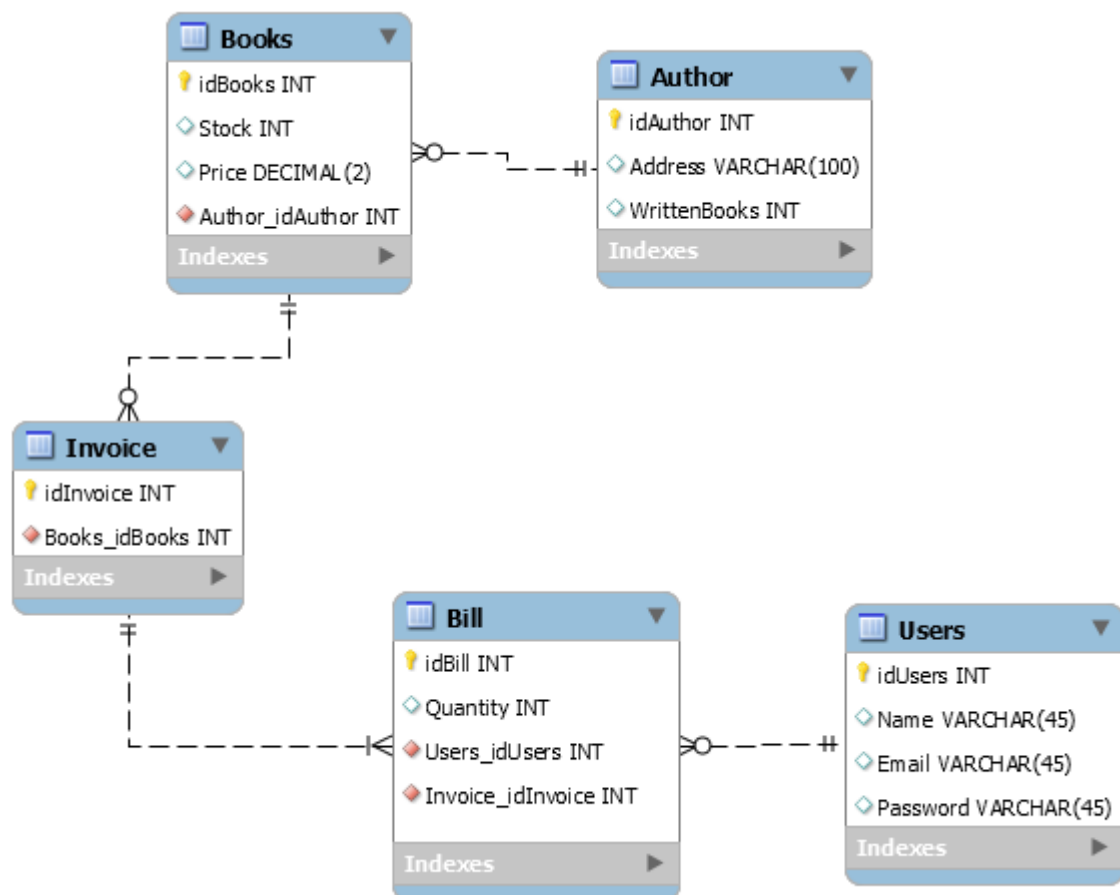 Books
idBooks INT
Stock INT
Price DECIMAL(2)
Author_idAuthor INT
Indexes
Author
idAuthor INT
Address VARCHAR(100)
WrittenBooks INT
Indexes
Invoice
idInvoice INT
Books_idBooks INT
Indexes
Bill
idBill INT
Quantity INT
Users_idUsers INT
Invoice_idInvoice INT
Indexes
Users
idUsers INT
Name VARCHAR(45)
Email VARCHAR(45)
Password VARCHAR(45)
Indexes